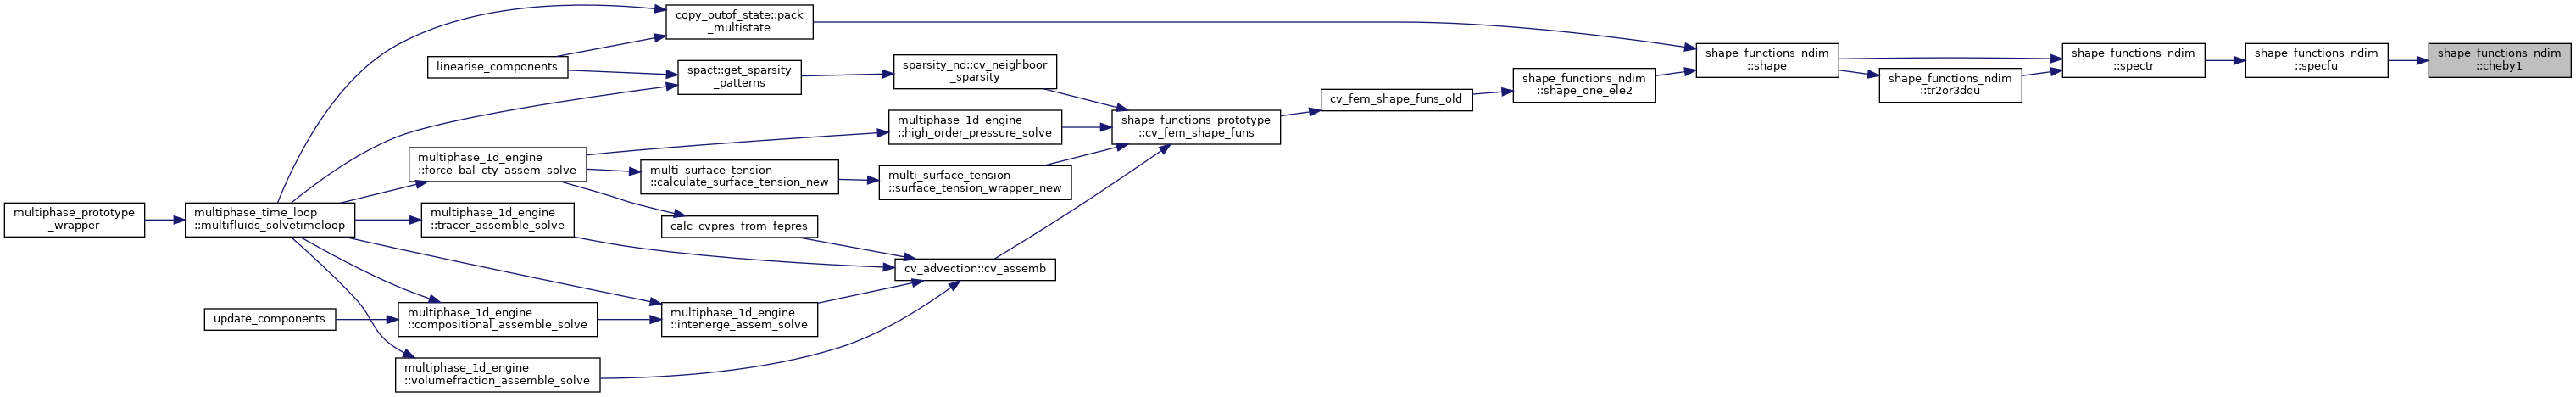 copy_outof_state::pack
_multistate
linearise_components
spact::get_sparsity
_patterns
sparsity_nd::cv_neighboor
_sparsity
multiphase_1d_engine
::high_order_pressure_solve
multiphase_1d_engine
::force_bal_cty_assem_solve
multi_surface_tension
::calculate_surface_tension_new
multi_surface_tension
::surface_tension_wrapper_new
multiphase_prototype
_wrapper
multiphase_time_loop
::multifluids_solvetimeloop
multiphase_1d_engine
::tracer_assemble_solve
calc_cvpres_from_fepres
cv_advection::cv_assemb
update_components
multiphase_1d_engine
::compositional_assemble_solve
multiphase_1d_engine
::intenerge_assem_solve
multiphase_1d_engine
::volumefraction_assemble_solve
shape_functions_prototype
::cv_fem_shape_funs
cv_fem_shape_funs_old
shape_functions_ndim
::shape_one_ele2
shape_functions_ndim
::shape
shape_functions_ndim
::tr2or3dqu
shape_functions_ndim
::spectr
shape_functions_ndim
::specfu
shape_functions_ndim
::cheby1